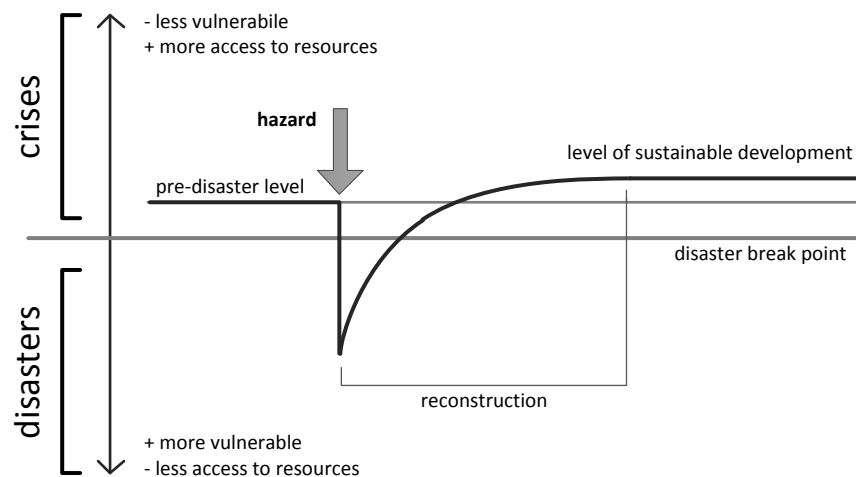 - less vulnerabile
+ more access to resources
crises
hazard
level of sustainable development
pre-disaster level
disaster break point
disasters
reconstruction
+ more vulnerable
- less access to resources